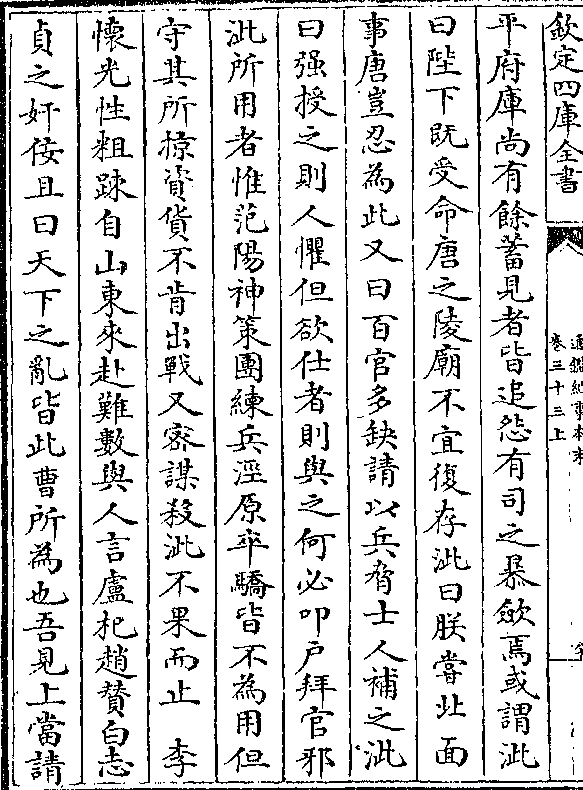 欽定四庫全書
通鑑紀事本末
卷三十三上
平府庫尚有餘蓄見者皆追怨有司之暴斂焉或謂泚
曰陛下既受命唐之陵廟不宜復存泚曰朕嘗北面
事唐豈忍為此又曰百官多缺請以兵脅士人補之泚
曰强授之則人懼但欲仕者則與之何必叩户拜官邪
泚所用者惟范陽神策團練兵涇原卒驕皆不為用但
守其所掠資貨不肯出戰又密謀殺泚不果而止 李
懷光性粗疎自山東來赴難數與人言盧杞趙贊白志
貞之奸佞且曰天下之亂皆此曹所為也吾見上當請